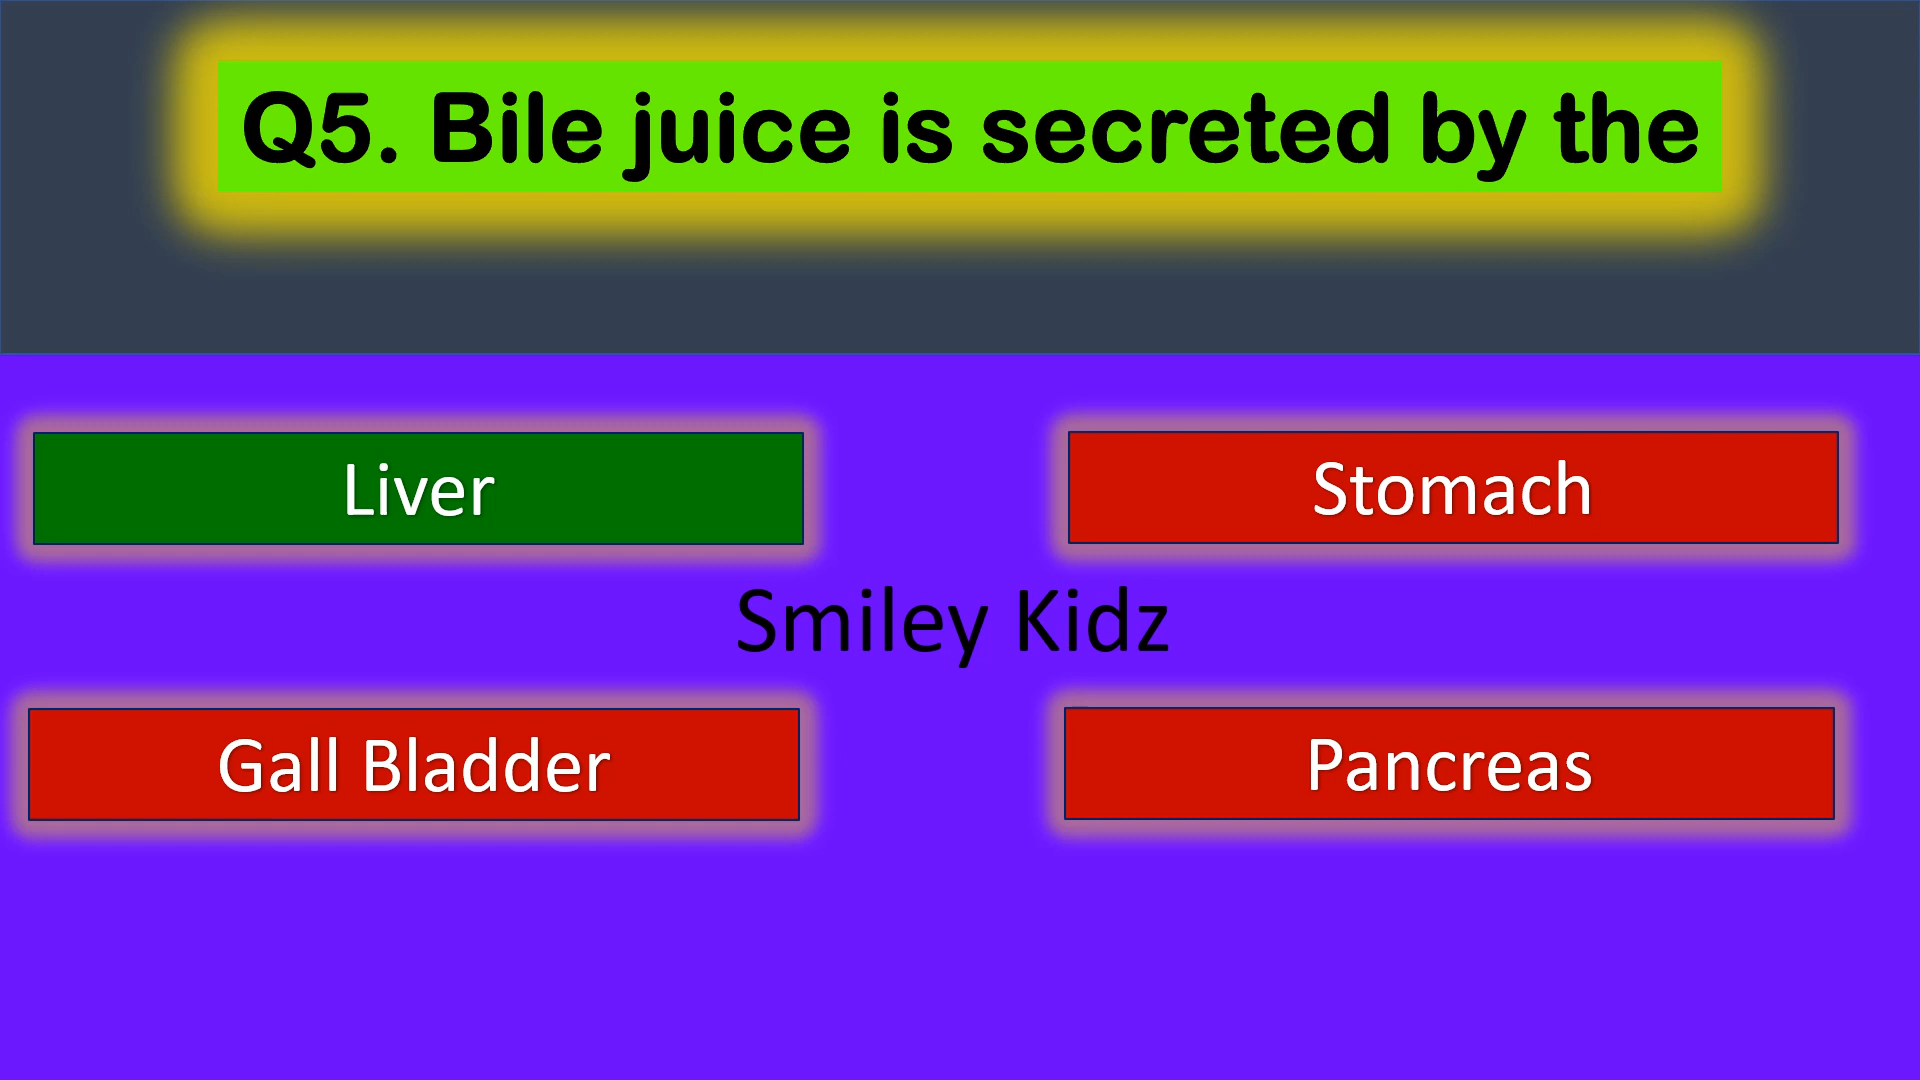 Q5. Bile juice is secreted by the
Liver
Stomach
Smiley Kidz
Gall Bladder
Pancreas